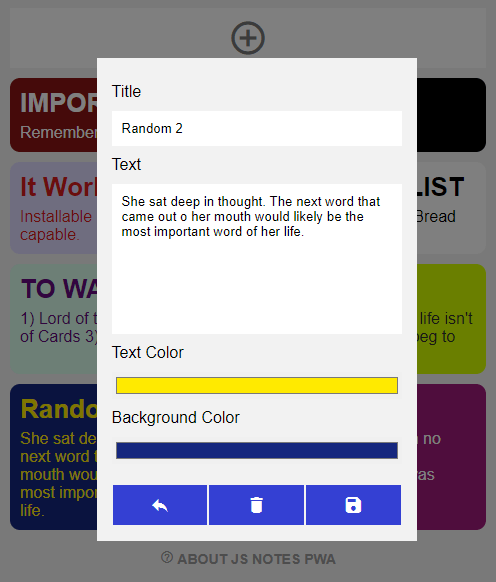 IMPOR
Remember
It Worl
LIST
Installable
Bread
capable.
TO WA
1) Lord of t
life isn't
of Cards 3)
beg to
Rando
She sat de
no
next word
mouth wou
was
most impor
life.
Title
Random 2
Text
She sat deep in thought. The next word that
came out o her mouth would likely be the
most important word of her life.
Text Color
Background Color
ABOUT JS NOTES PWA